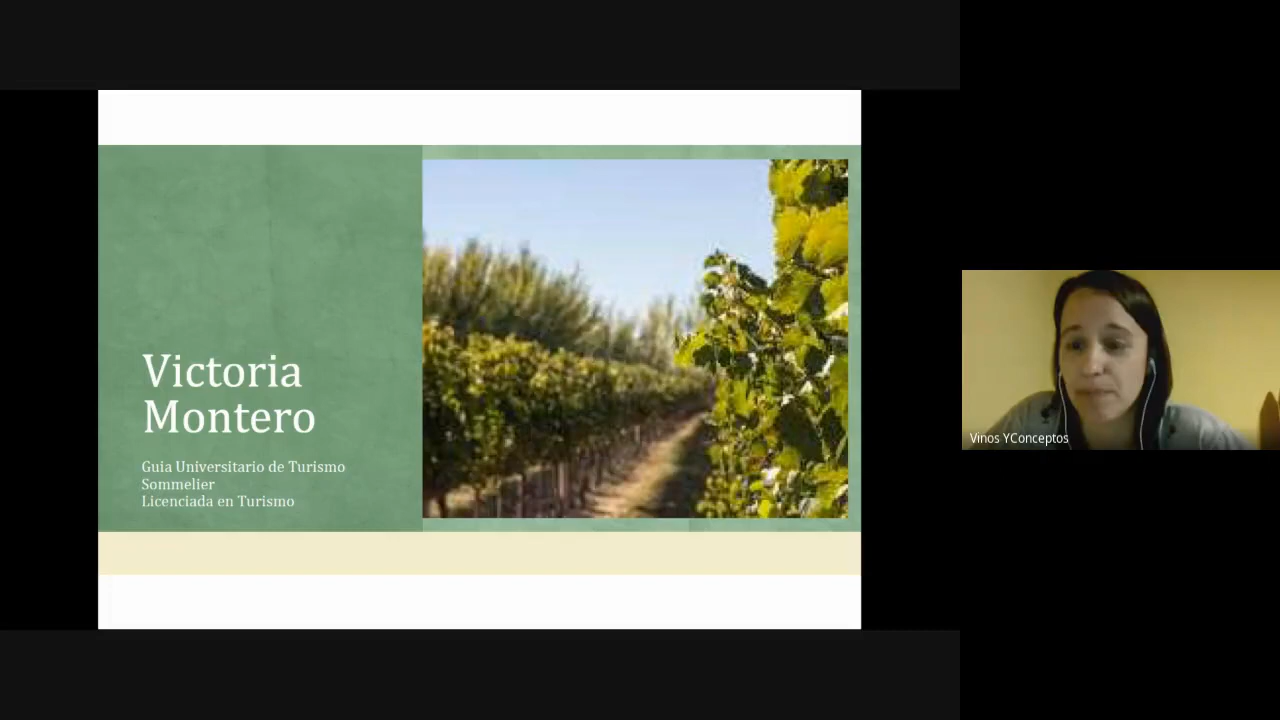 Victoria
Montero
Guia Universitario de Turismo
Sommelier
Licenciada en Turismo
Vinos YConceptos